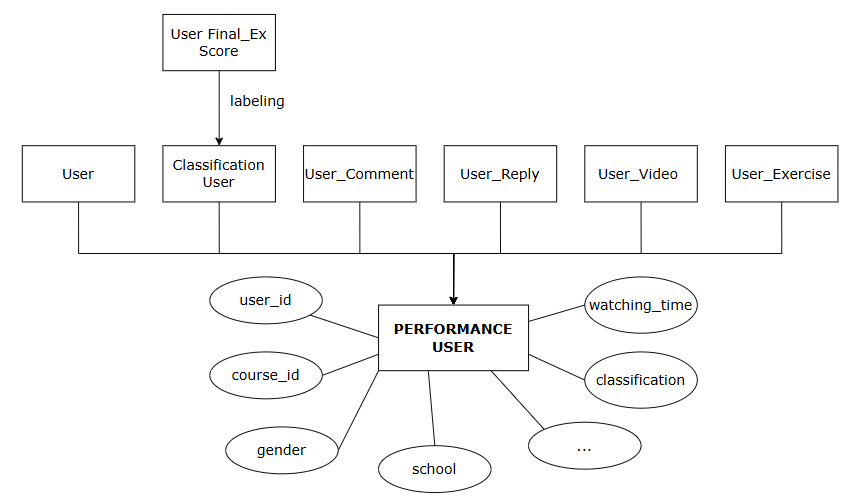 User Final_Ex
Score
labeling
User
Classification
User
User_Comment
User_Reply
User_Video
User_Exercise
user_id
watching_time
PERFORMANCE
USER
course_id
classification
gender
school
...